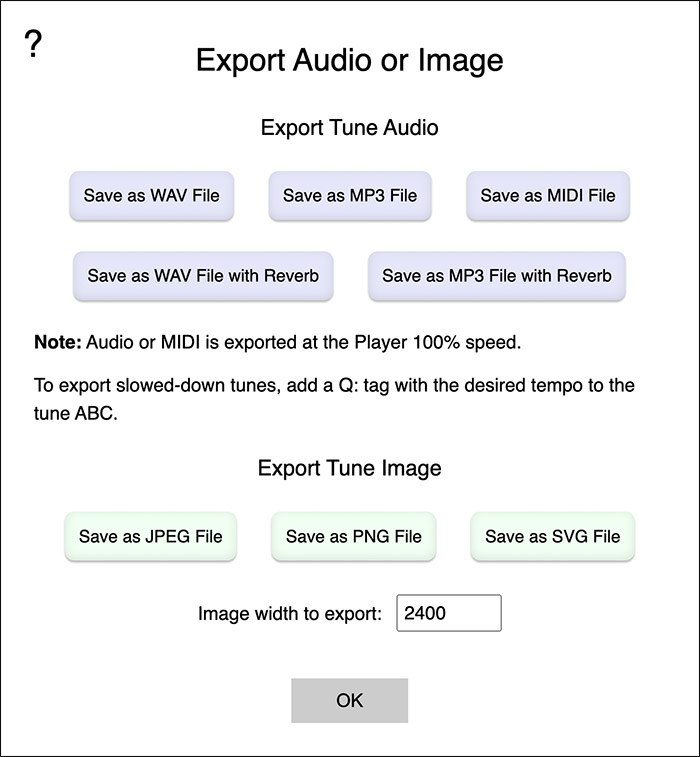 ?
Export Audio or Image
Export Tune Audio
Save as WAV File
Save as MP3 File
Save as MIDI File
Save as WAV File with Reverb
Save as MP3 File with Reverb
Note: Audio or MIDI is exported at the Player 100% speed.
To export slowed-down tunes, add a Q: tag with the desired tempo to the
tune ABC.
Export Tune Image
Save as JPEG File
Save as PNG File
Save as SVG File
Image width to export: 2400
OK